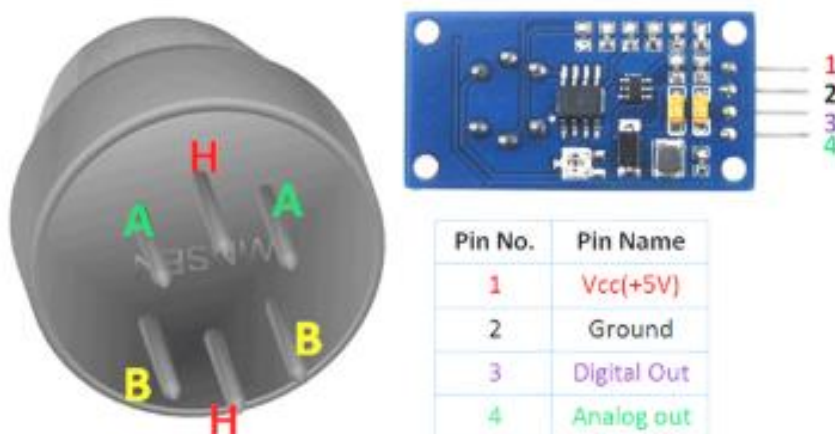 H
A
A
WINSEN
B
B
H
1
2
3
4
Pin No. Pin Name
1 Vcc(+5V)
2 Ground
3 Digital Out
4 Analog out